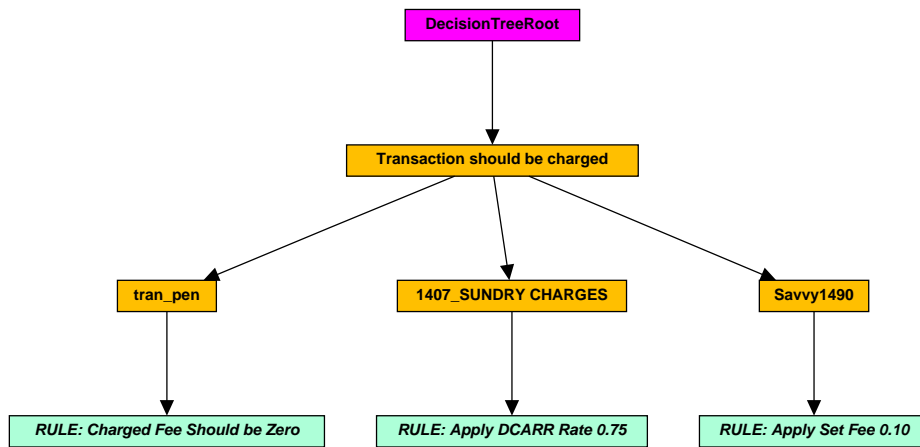 DecisionTreeRoot
Transaction should be charged
tran_pen
1407_SUNDRY CHARGES
Savvy1490
RULE: Charged Fee Should be Zero
RULE: Apply DCARR Rate 0.75
RULE: Apply Set Fee 0.10